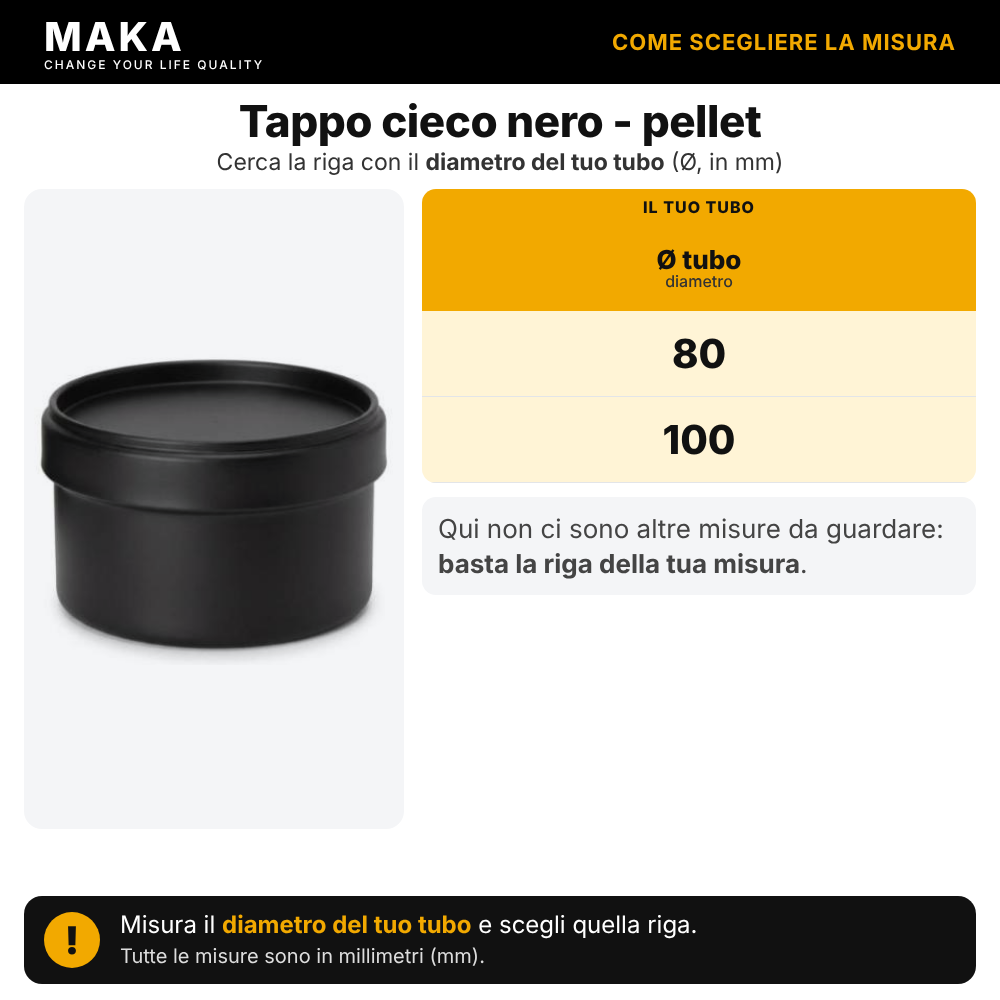 MAKA
CHANGE YOUR LIFE QUALITY
COME SCEGLIERE LA MISURA
Tappo cieco nero - pellet
Cerca la riga con il diametro del tuo tubo (Ø, in mm)
IL TUO TUBO
Ø tubo
diametro
80
100
Qui non ci sono altre misure da guardare:
basta la riga della tua misura.
!
Misura il diametro del tuo tubo e scegli quella riga.
Tutte le misure sono in millimetri (mm).